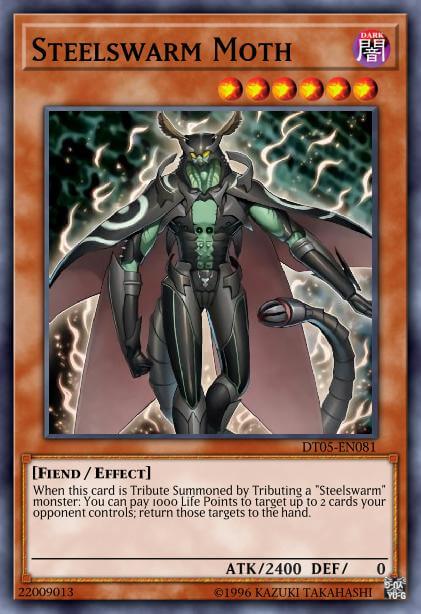 Steelswarm Moth
DARK
闇
DT05-EN081
[Fiend / Effect]
When this card is Tribute Summoned by Tributing a "Steelswarm"
monster: You can pay 1000 Life Points to target up to 2 cards your
opponent controls; return those targets to the hand.
ATK/2400 DEF/ 0
22009013
©1996 KAZUKI TAKAHASHI